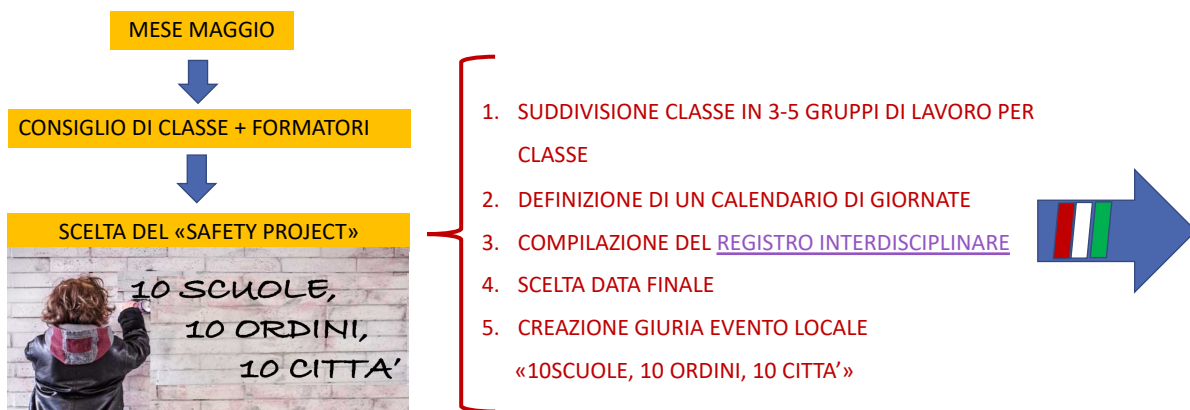 MESE MAGGIO
CONSIGLIO DI CLASSE + FORMATORI
SCELTA DEL «SAFETY PROJECT»
10 SCUOLE,
10 ORDINI,
10 CITTA'
1. SUDDIVISIONE CLASSE IN 3-5 GRUPPI DI LAVORO PER
CLASSE
2. DEFINIZIONE DI UN CALENDARIO DI GIORNATE
3. COMPILAZIONE DEL REGISTRO INTERDISCIPLINARE
4. SCELTA DATA FINALE
5. CREAZIONE GIURIA EVENTO LOCALE
«10SCUOLE, 10 ORDINI, 10 CITTA’»